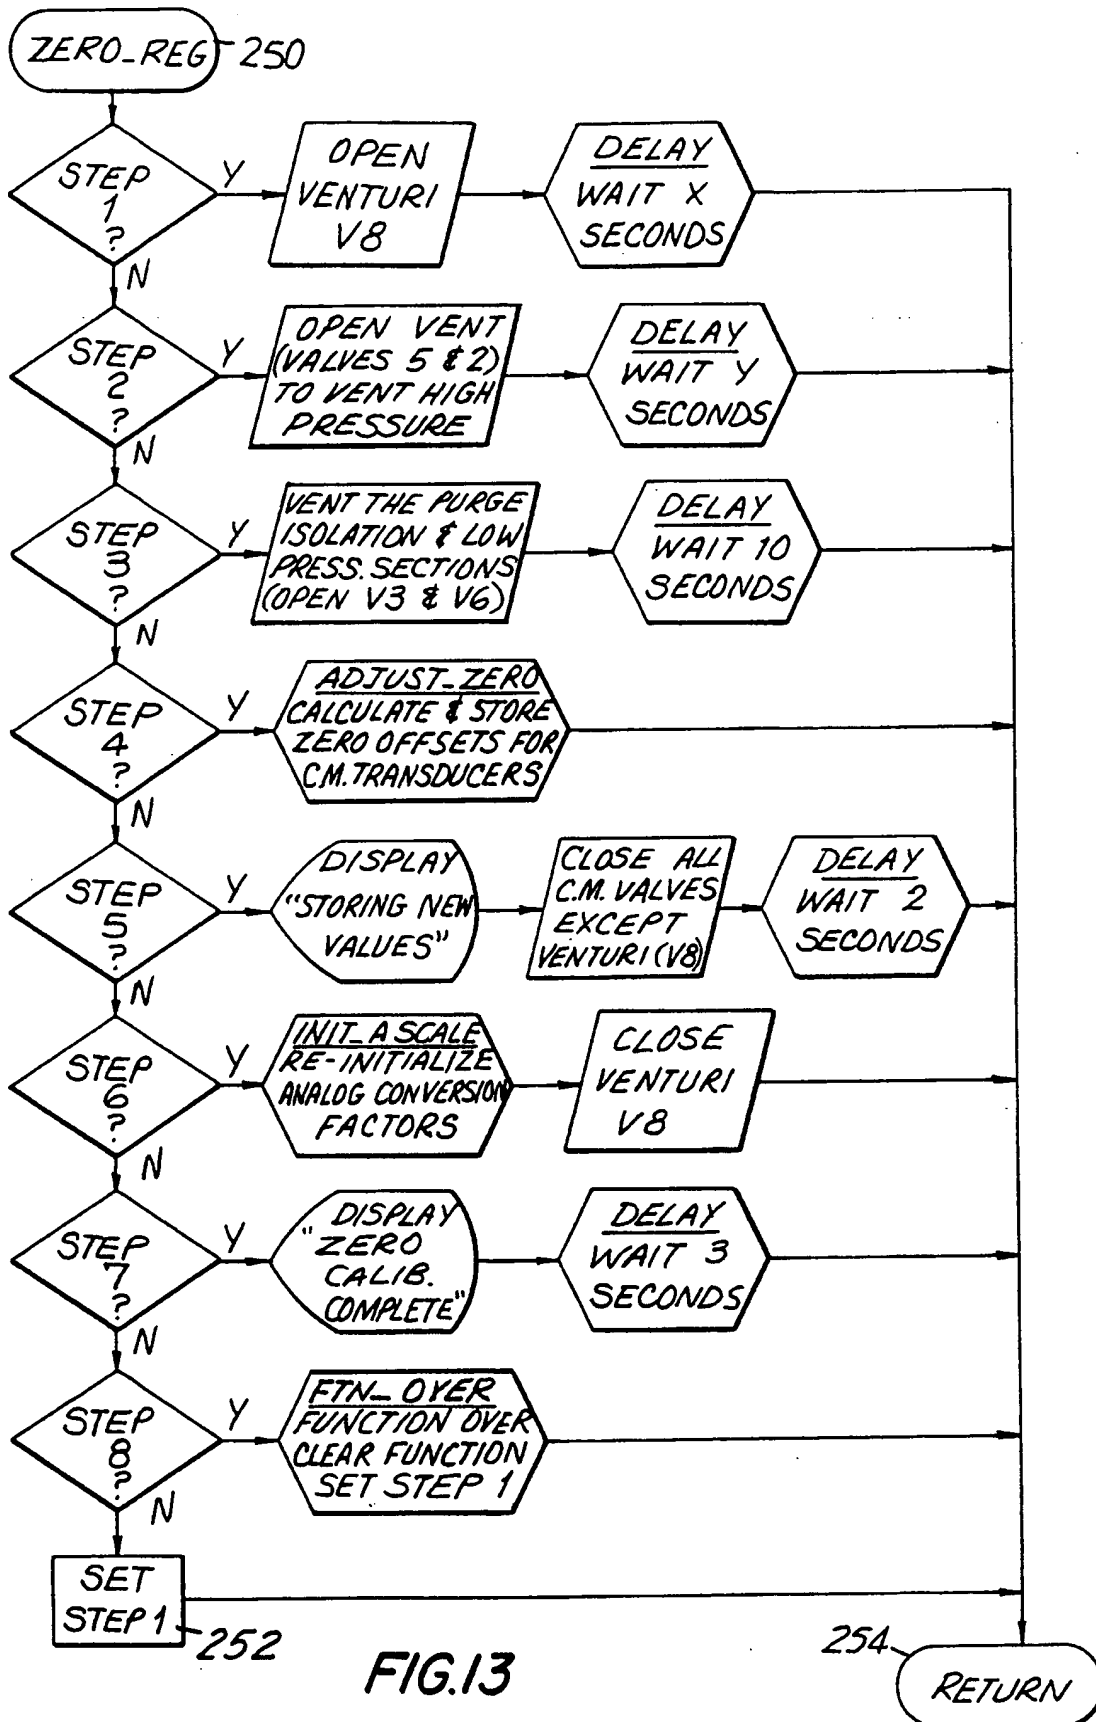 ZERO_REG 250
STEP
1
?
Y
N
OPEN
VENTURI
V8
DELAY
WAIT X
SECONDS
STEP
2
?
Y
N
OPEN VENT
(VALVES 5 & 2)
TO VENT HIGH
PRESSURE
DELAY
WAIT Y
SECONDS
STEP
3
?
Y
N
VENT THE PURGE
ISOLATION & LOW
PRESS. SECTIONS
(OPEN V3 & V6)
DELAY
WAIT 10
SECONDS
STEP
4
?
Y
N
ADJUST_ZERO
CALCULATE & STORE
ZERO OFFSETS FOR
C.M. TRANSDUCERS
STEP
5
?
Y
N
DISPLAY
"STORING NEW
VALUES"
CLOSE ALL
C.M. VALVES
EXCEPT
VENTURI (V8)
DELAY
WAIT 2
SECONDS
STEP
6
?
Y
N
INIT_A SCALE
RE-INITIALIZE
ANALOG CONVERSION
FACTORS
CLOSE
VENTURI
V8
STEP
7
?
Y
N
DISPLAY
"ZERO
CALIB.
COMPLETE"
DELAY
WAIT 3
SECONDS
STEP
8
?
Y
N
FTN_OVER
FUNCTION OVER
CLEAR FUNCTION
SET STEP 1
SET
STEP 1
252
254
RETURN
FIG.13